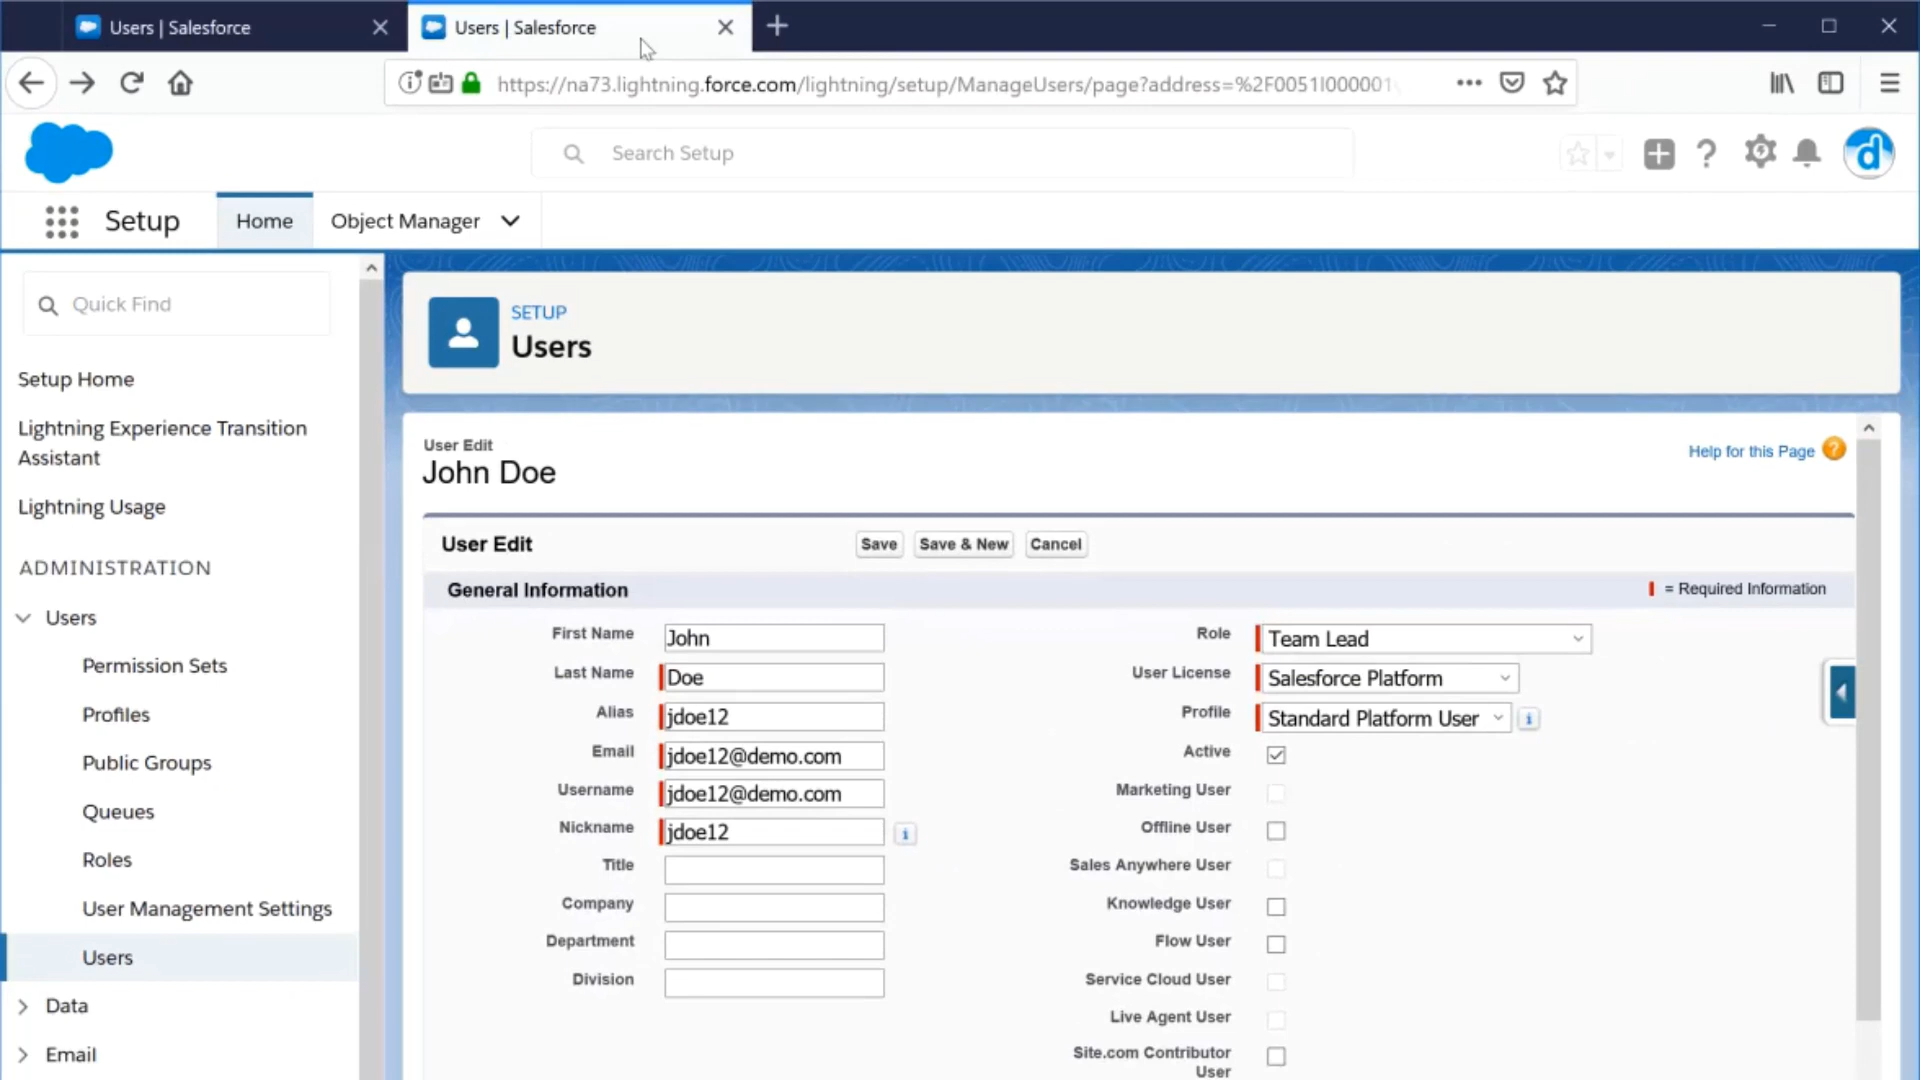 Users | Salesforce
Users | Salesforce
https://na73.lightning.force.com/lightning/setup/ManageUsers/page?address=%2F0051I000001
Search Setup
Setup
Home
Object Manager
Quick Find
Setup Home
Lightning Experience Transition
Assistant
Lightning Usage
ADMINISTRATION
Users
Permission Sets
Profiles
Public Groups
Queues
Roles
User Management Settings
Users
Data
Email
SETUP
Users
User Edit
John Doe
Help for this Page
User Edit
Save
Save & New
Cancel
General Information
= Required Information
First Name John
Last Name Doe
Alias jdoe12
Email jdoe12@demo.com
Username jdoe12@demo.com
Nickname jdoe12
Title
Company
Department
Division
Role Team Lead
User License Salesforce Platform
Profile Standard Platform User
Active
Marketing User
Offline User
Sales Anywhere User
Knowledge User
Flow User
Service Cloud User
Live Agent User
Site.com Contributor
User